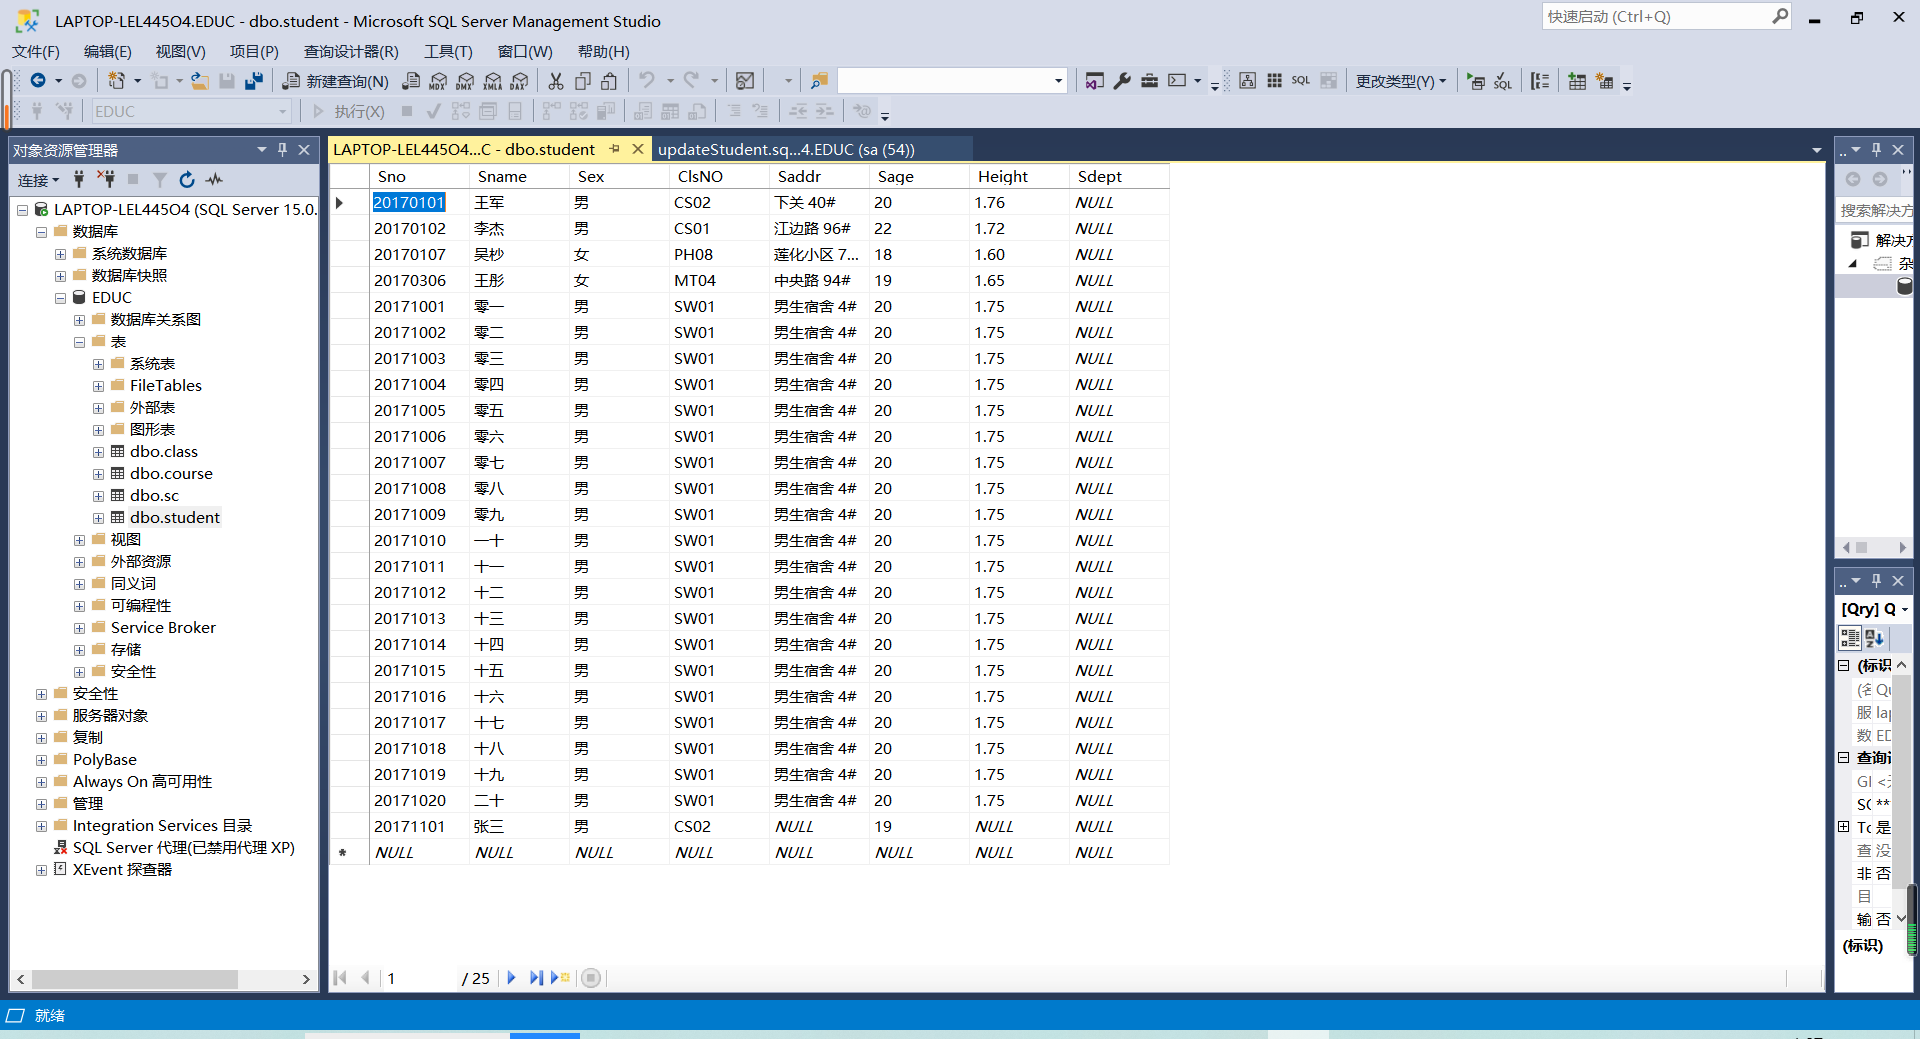 LAPTOP-LEL445O4.EDUC - dbo.student - Microsoft SQL Server Management Studio
快速启动 (Ctrl+Q)
文件(F) 编辑(E) 视图(V) 项目(P) 查询设计器(R) 工具(T) 窗口(W) 帮助(H)
新建查询(N) MDX DMX XMLA DAX SQL 更改类型(Y) SQL
EDUC 执行(X)
对象资源管理器
连接
LAPTOP-LEL445O4 (SQL Server 15.0.
数据库
系统数据库
数据库快照
EDUC
数据库关系图
表
系统表
FileTables
外部表
图形表
dbo.class
dbo.course
dbo.sc
dbo.student
视图
外部资源
同义词
可编程性
Service Broker
存储
安全性
安全性
服务器对象
复制
PolyBase
Always On 高可用性
管理
Integration Services 目录
SQL Server 代理(已禁用代理 XP)
XEvent 探查器
LAPTOP-LEL445O4...C - dbo.student updateStudent.sq...4.EDUC (sa (54))
Sno Sname Sex ClsNO Saddr Sage Height Sdept
20170101 王军 男 CS02 下关 40# 20 1.76 NULL
20170102 李杰 男 CS01 江边路 96# 22 1.72 NULL
20170107 吴杪 女 PH08 莲化小区 7... 18 1.60 NULL
20170306 王彤 女 MT04 中央路 94# 19 1.65 NULL
20171001 零一 男 SW01 男生宿舍 4# 20 1.75 NULL
20171002 零二 男 SW01 男生宿舍 4# 20 1.75 NULL
20171003 零三 男 SW01 男生宿舍 4# 20 1.75 NULL
20171004 零四 男 SW01 男生宿舍 4# 20 1.75 NULL
20171005 零五 男 SW01 男生宿舍 4# 20 1.75 NULL
20171006 零六 男 SW01 男生宿舍 4# 20 1.75 NULL
20171007 零七 男 SW01 男生宿舍 4# 20 1.75 NULL
20171008 零八 男 SW01 男生宿舍 4# 20 1.75 NULL
20171009 零九 男 SW01 男生宿舍 4# 20 1.75 NULL
20171010 一十 男 SW01 男生宿舍 4# 20 1.75 NULL
20171011 十一 男 SW01 男生宿舍 4# 20 1.75 NULL
20171012 十二 男 SW01 男生宿舍 4# 20 1.75 NULL
20171013 十三 男 SW01 男生宿舍 4# 20 1.75 NULL
20171014 十四 男 SW01 男生宿舍 4# 20 1.75 NULL
20171015 十五 男 SW01 男生宿舍 4# 20 1.75 NULL
20171016 十六 男 SW01 男生宿舍 4# 20 1.75 NULL
20171017 十七 男 SW01 男生宿舍 4# 20 1.75 NULL
20171018 十八 男 SW01 男生宿舍 4# 20 1.75 NULL
20171019 十九 男 SW01 男生宿舍 4# 20 1.75 NULL
20171020 二十 男 SW01 男生宿舍 4# 20 1.75 NULL
20171101 张三 男 CS02 NULL 19 NULL NULL
NULL NULL NULL NULL NULL NULL NULL NULL
1 / 25
搜索解决方
解决方
杂
[Qry] Q
(标识
(名 Qu
服 lap
数 ED
查询设
GI <无
SC **
To 是
查 没
非 否
目
输 否
(标识)
就绪